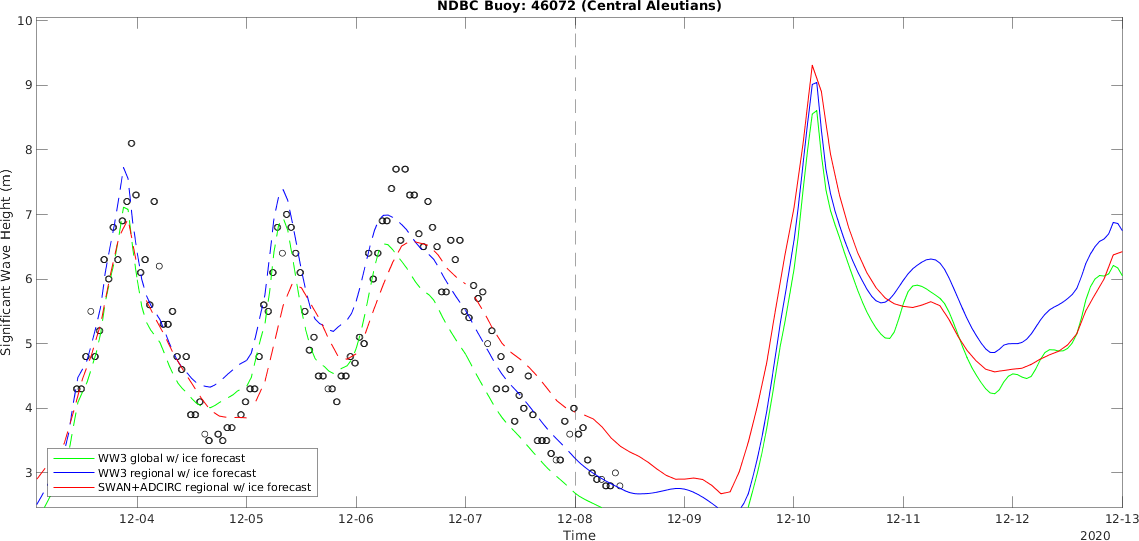 NDBC Buoy: 46072 (Central Aleutians)
10
9
8
7
6
5
4
3
Significant Wave Height (m)
WW3 global w/ ice forecast
WW3 regional w/ ice forecast
SWAN+ADCIRC regional w/ ice forecast
12-04 12-05 12-06 12-07 12-08 12-09 12-10 12-11 12-12 12-13
Time
2020